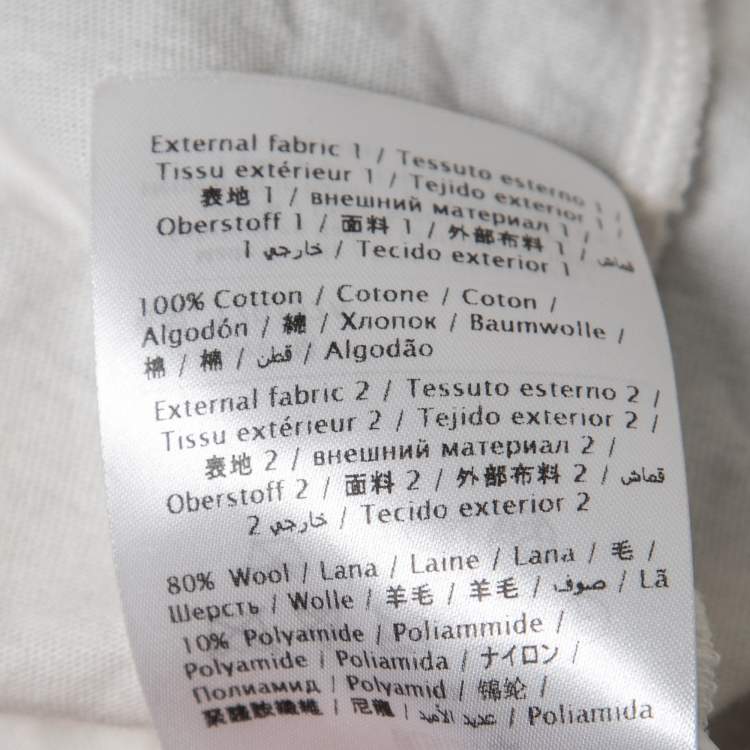 External fabric 1 / Tessuto esterno 1 /
Tissu extérieur 1 / Tejido exterior 1 /
表地 1 / внешний материал 1 /
Oberstoff 1 / 面料 1 / 外部布料 1 / قماش
خارجي 1 / Tecido exterior 1
100% Cotton / Cotone / Coton /
Algodón / 綿 / Хлопок / Baumwolle /
棉 / 棉 / قطن / Algodão
External fabric 2 / Tessuto esterno 2 /
Tissu extérieur 2 / Tejido exterior 2 /
表地 2 / внешний материал 2 /
Oberstoff 2 / 面料 2 / 外部布料 2 / قماش
خارجي 2 / Tecido exterior 2
80% Wool / Lana / Laine / Lana / 毛 /
Шерсть / Wolle / 羊毛 / 羊毛 / صوف / Lã
10% Polyamide / Poliammide /
Polyamide / Poliamida / ナイロン /
Полиамид / Polyamid / 锦纶 /
/ 尼龍 / عديد الأميد / Poliamida